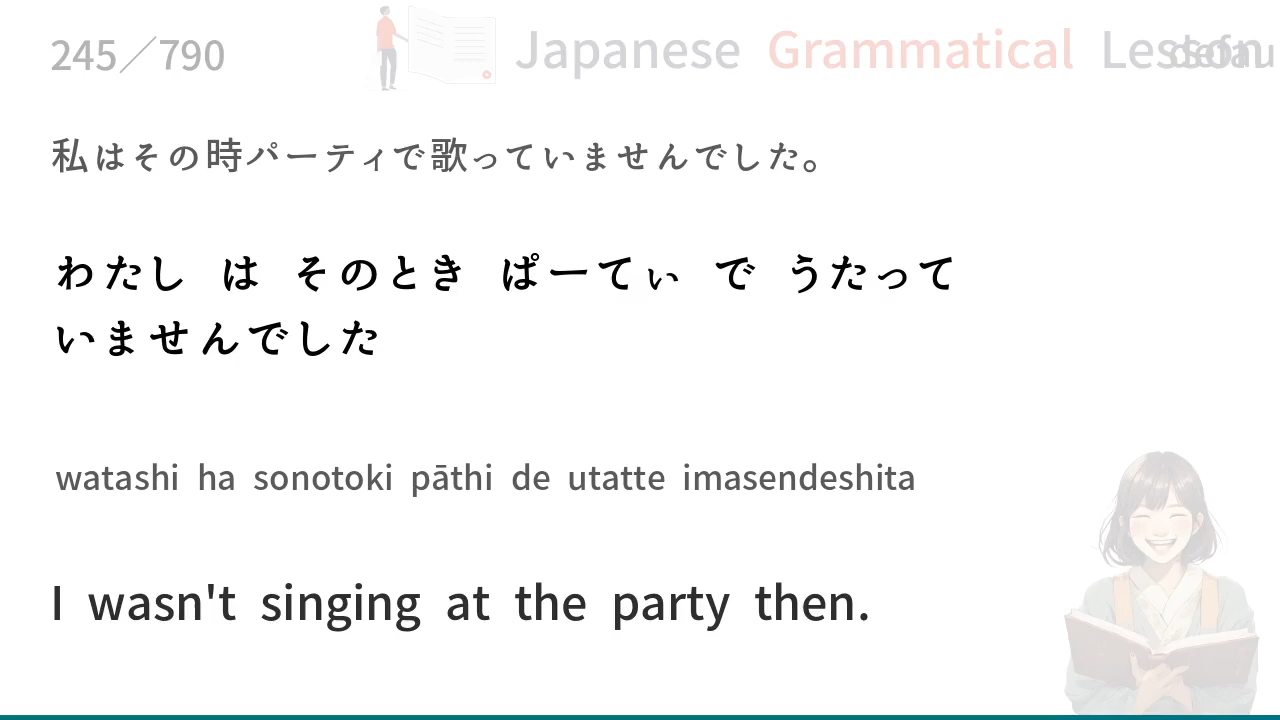 245／790
Japanese Grammatical Lesson
私はその時パーティで歌っていませんでした。
わたし は そのとき ぱーてぃ で うたって
いませんでした
watashi ha sonotoki pāthi de utatte imasendeshita
I wasn't singing at the party then.